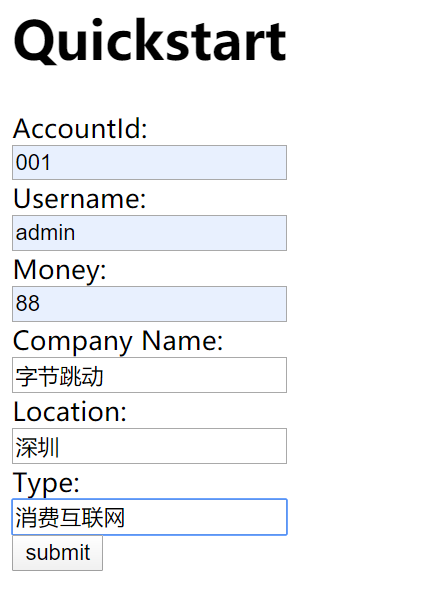 Quickstart
AccountId:
001
Username:
admin
Money:
88
Company Name:
字节跳动
Location:
深圳
Type:
消费互联网
submit